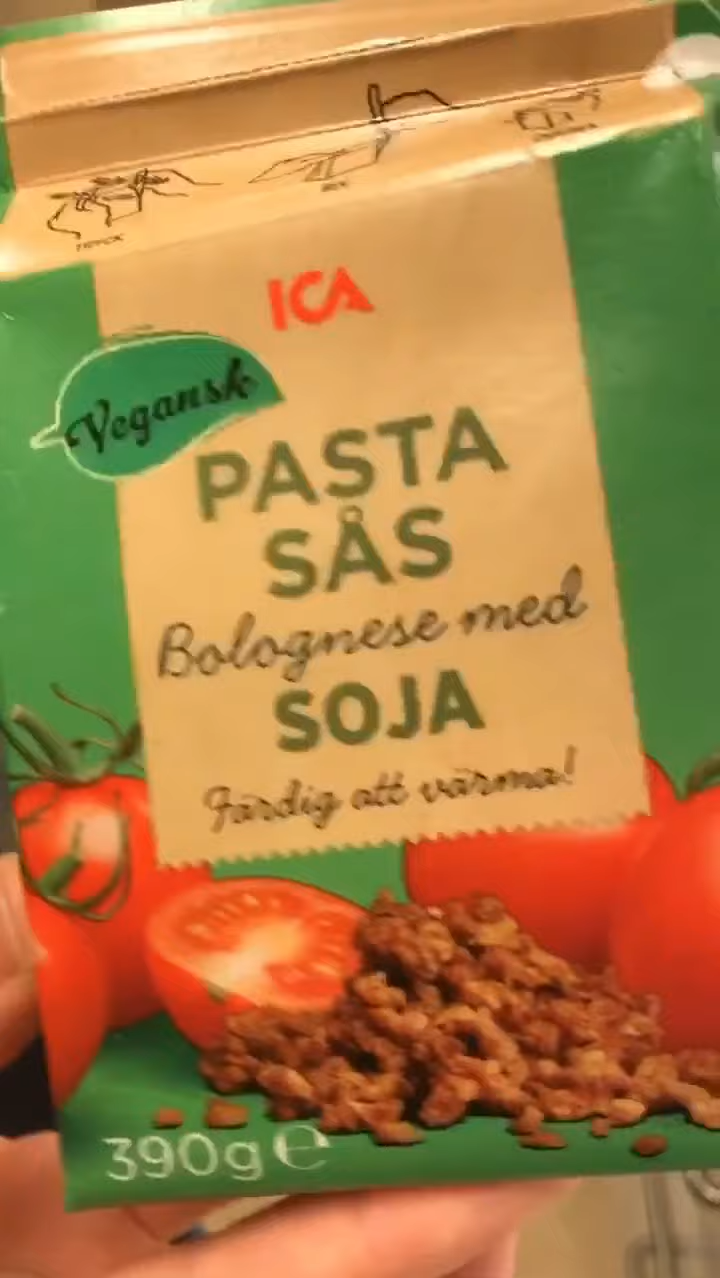 ICA
Vegansk
PASTA
SÅS
Bolognese med
SOJA
Färdig att värma!
390g e